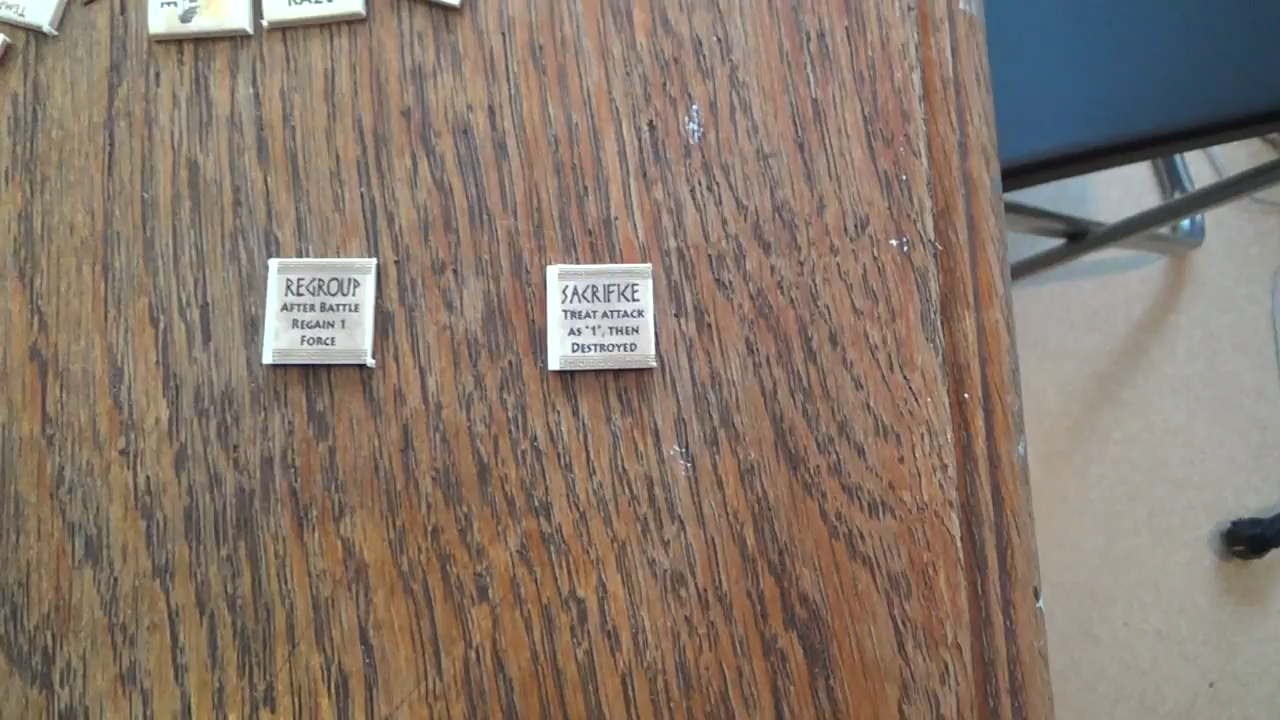 REGROUP
AFTER BATTLE
REGAIN 1
FORCE
SACRIFICE
TREAT ATTACK
AS "1", THEN
DESTROYED